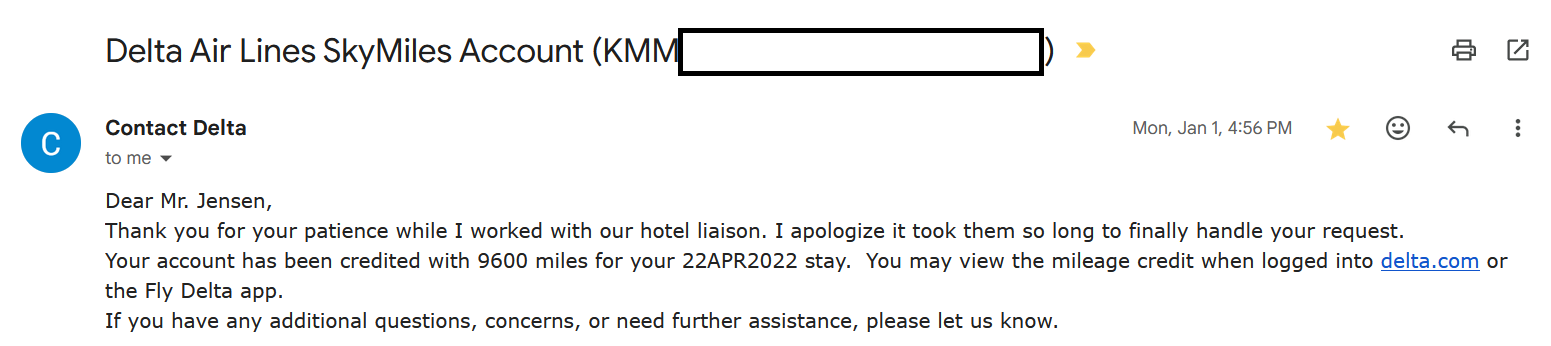 Delta Air Lines SkyMiles Account (KMM )
Contact Delta
Mon, Jan 1, 4:56 PM
C
to me
Dear Mr. Jensen,
Thank you for your patience while I worked with our hotel liaison. I apologize it took them so long to finally handle your request.
Your account has been credited with 9600 miles for your 22APR2022 stay.  You may view the mileage credit when logged into delta.com or
the Fly Delta app.
If you have any additional questions, concerns, or need further assistance, please let us know.